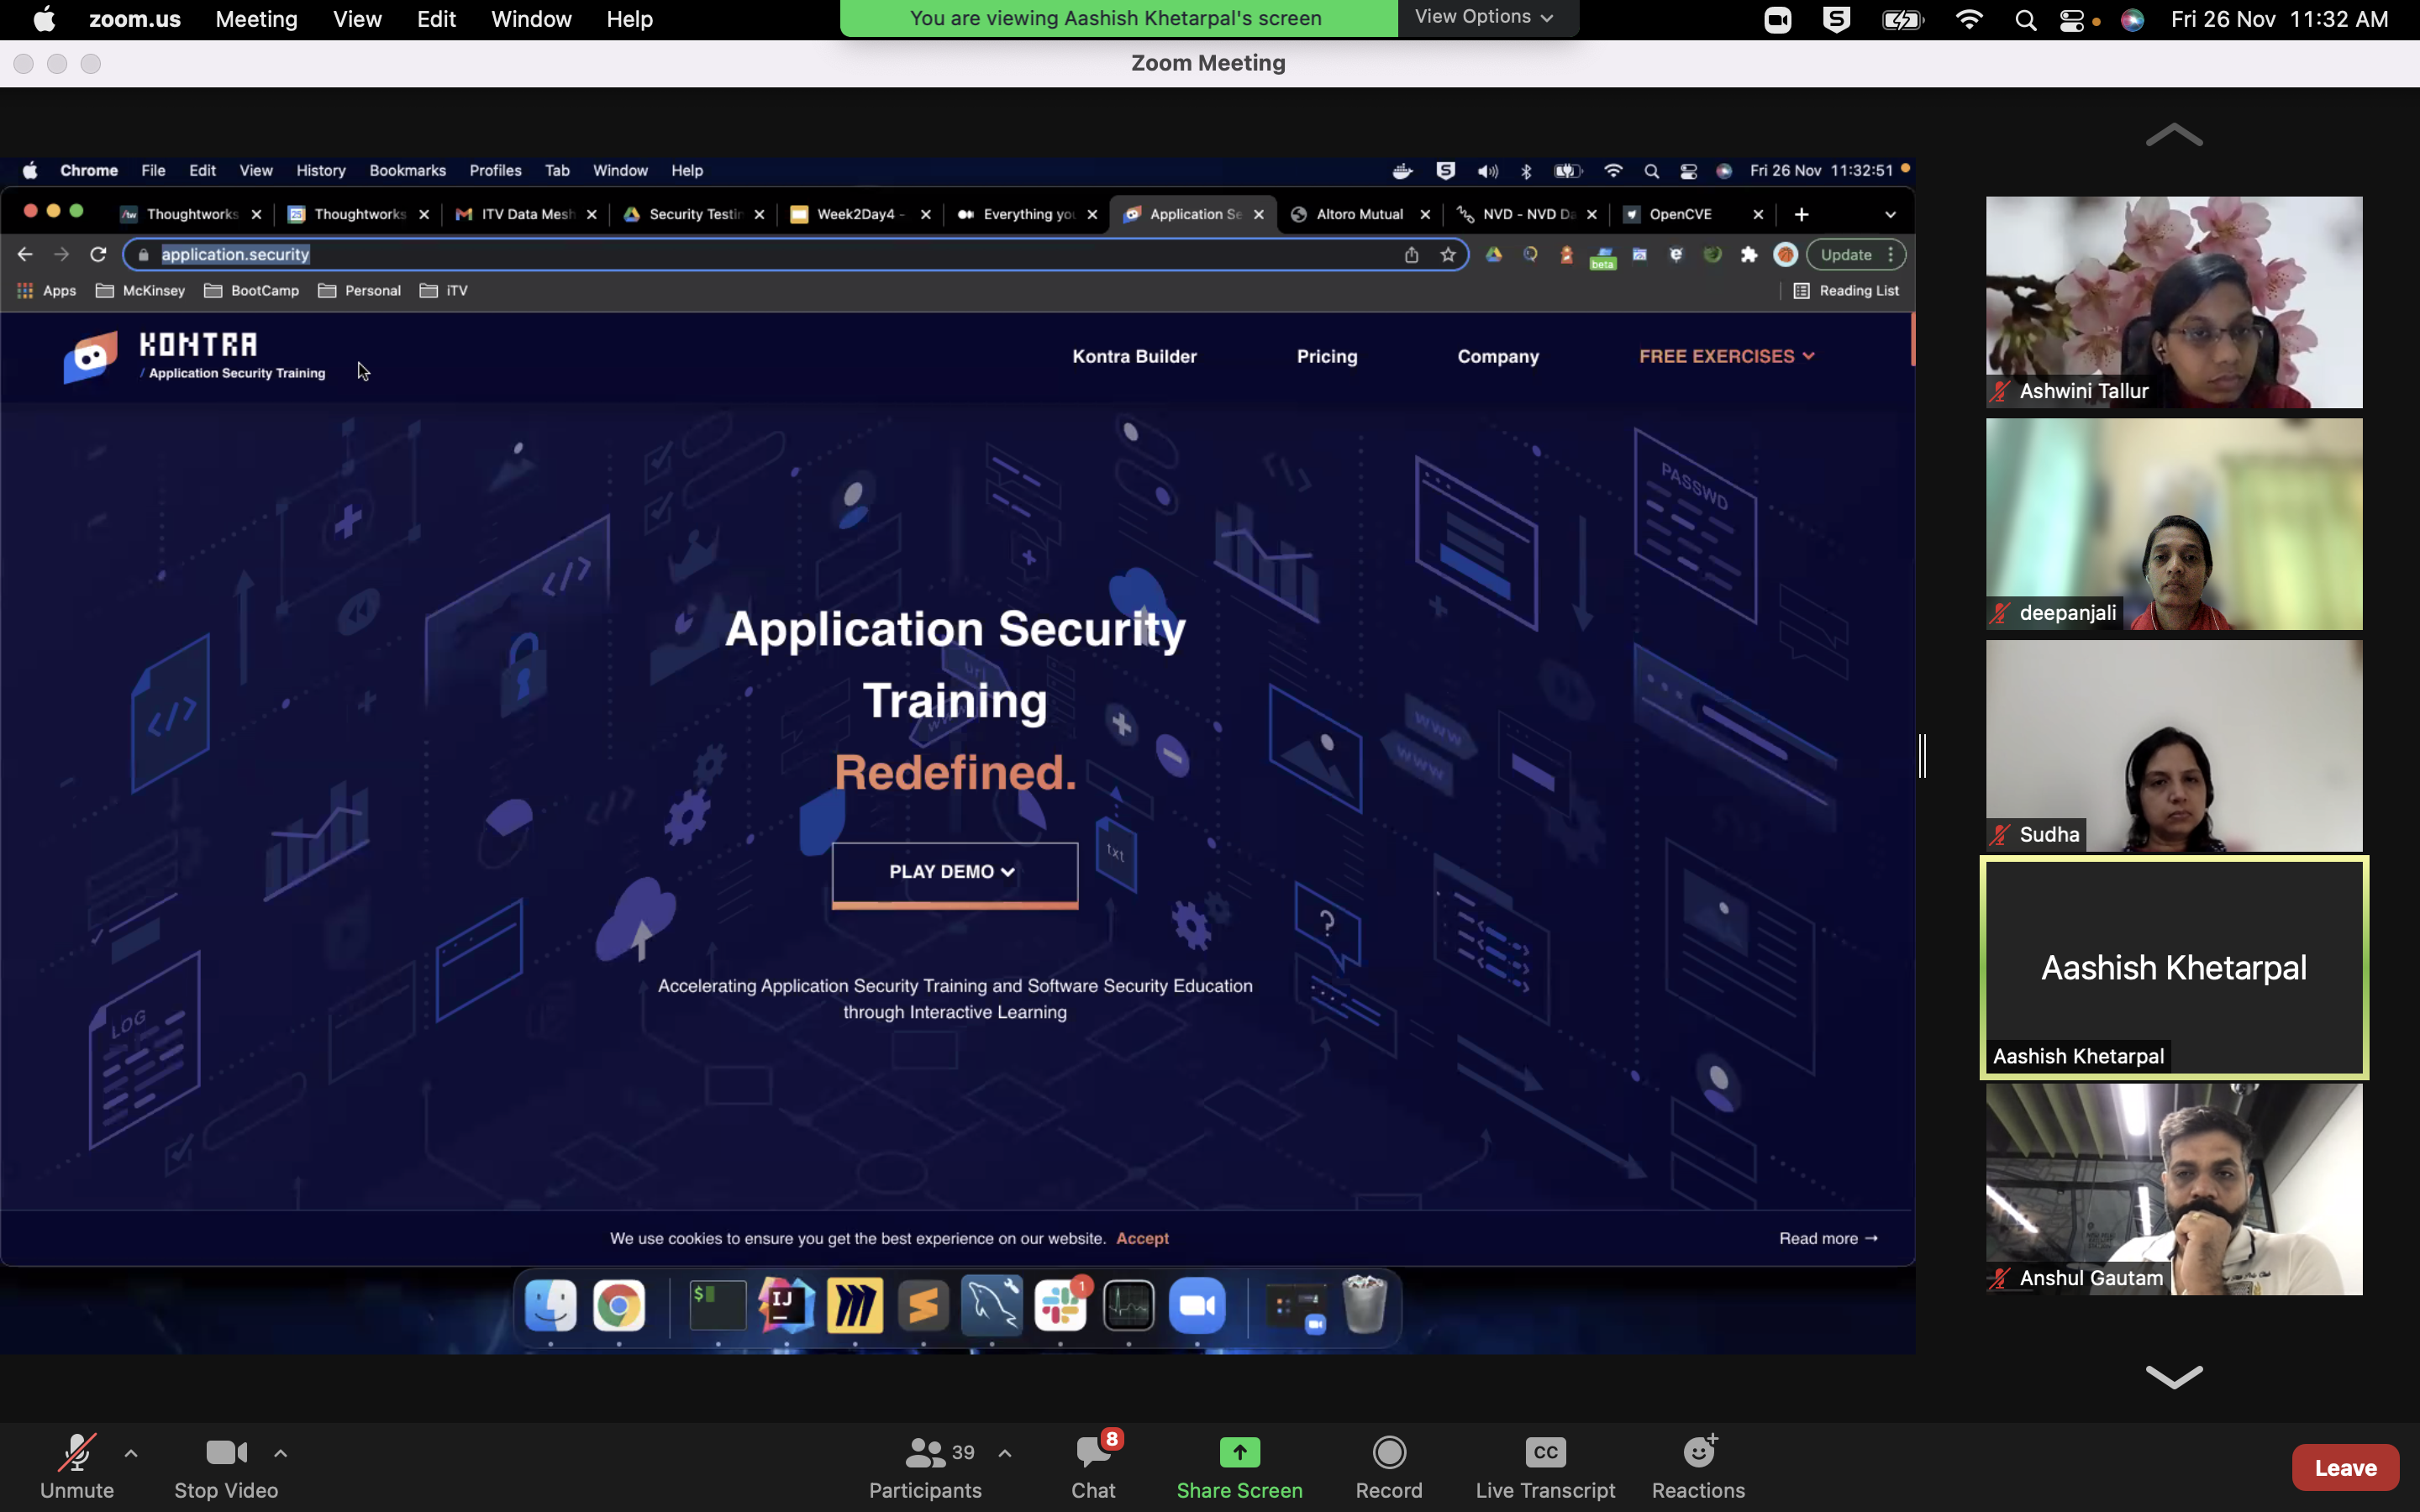 zoom.us Meeting View Edit Window Help
You are viewing Aashish Khetarpal's screen View Options
Fri 26 Nov 11:32 AM
Zoom Meeting
Chrome File Edit View History Bookmarks Profiles Tab Window Help
Fri 26 Nov 11:32:51
Thoughtworks
Thoughtworks
ITV Data Mesh
Security Testin
Week2Day4 -
Everything you
Application Se
Altoro Mutual
NVD - NVD Da
OpenCVE
application.security
beta
Update
Apps McKinsey BootCamp Personal iTV
Reading List
KONTRA
/ Application Security Training
Kontra Builder Pricing Company FREE EXERCISES
PASSWD
</>
</>
url
www
www
txt
?
LOG
Application Security
Training
Redefined.
PLAY DEMO
Accelerating Application Security Training and Software Security Education
through Interactive Learning
We use cookies to ensure you get the best experience on our website. Accept
Read more →
$
IJ
1
Ashwini Tallur
deepanjali
Sudha
Aashish Khetarpal
Aashish Khetarpal
Anshul Gautam
Unmute
Stop Video
39
Participants
8
Chat
Share Screen
Record
CC
Live Transcript
Reactions
Leave